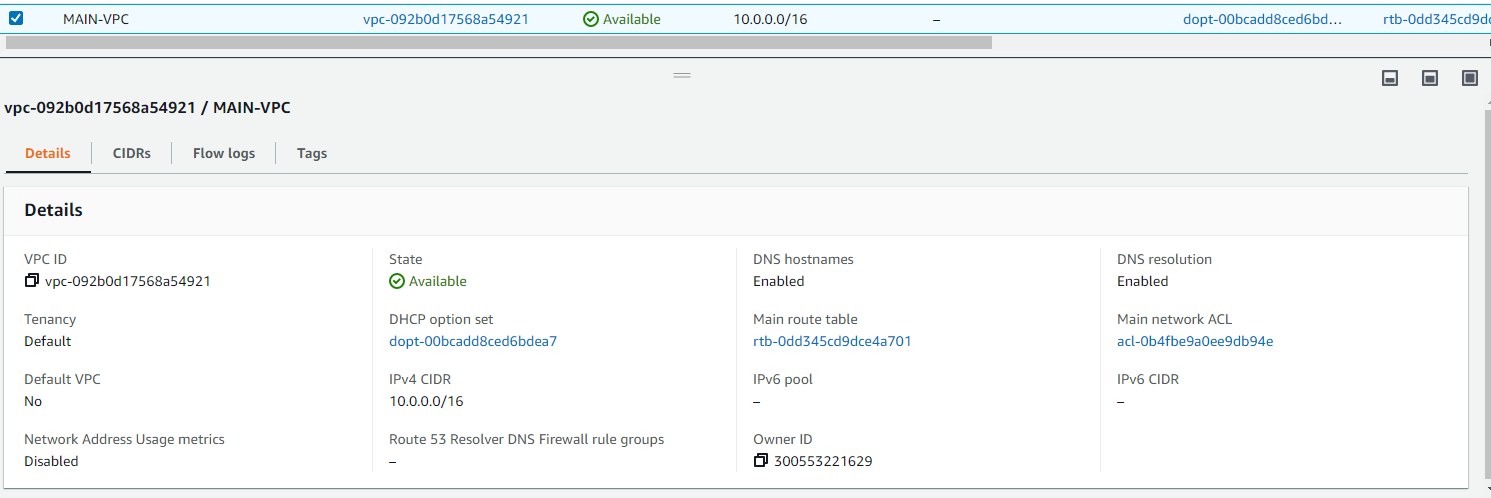 MAIN-VPC vpc-092b0d17568a54921 Available 10.0.0.0/16 – dopt-00bcadd8ced6bd... rtb-0dd345cd9dc
vpc-092b0d17568a54921 / MAIN-VPC
Details CIDRs Flow logs Tags
Details
VPC ID State DNS hostnames DNS resolution
vpc-092b0d17568a54921 Available Enabled Enabled
Tenancy DHCP option set Main route table Main network ACL
Default dopt-00bcadd8ced6bdea7 rtb-0dd345cd9dce4a701 acl-0b4fbe9a0ee9db94e
Default VPC IPv4 CIDR IPv6 pool IPv6 CIDR
No 10.0.0.0/16 – –
Network Address Usage metrics Route 53 Resolver DNS Firewall rule groups Owner ID
Disabled – 300553221629